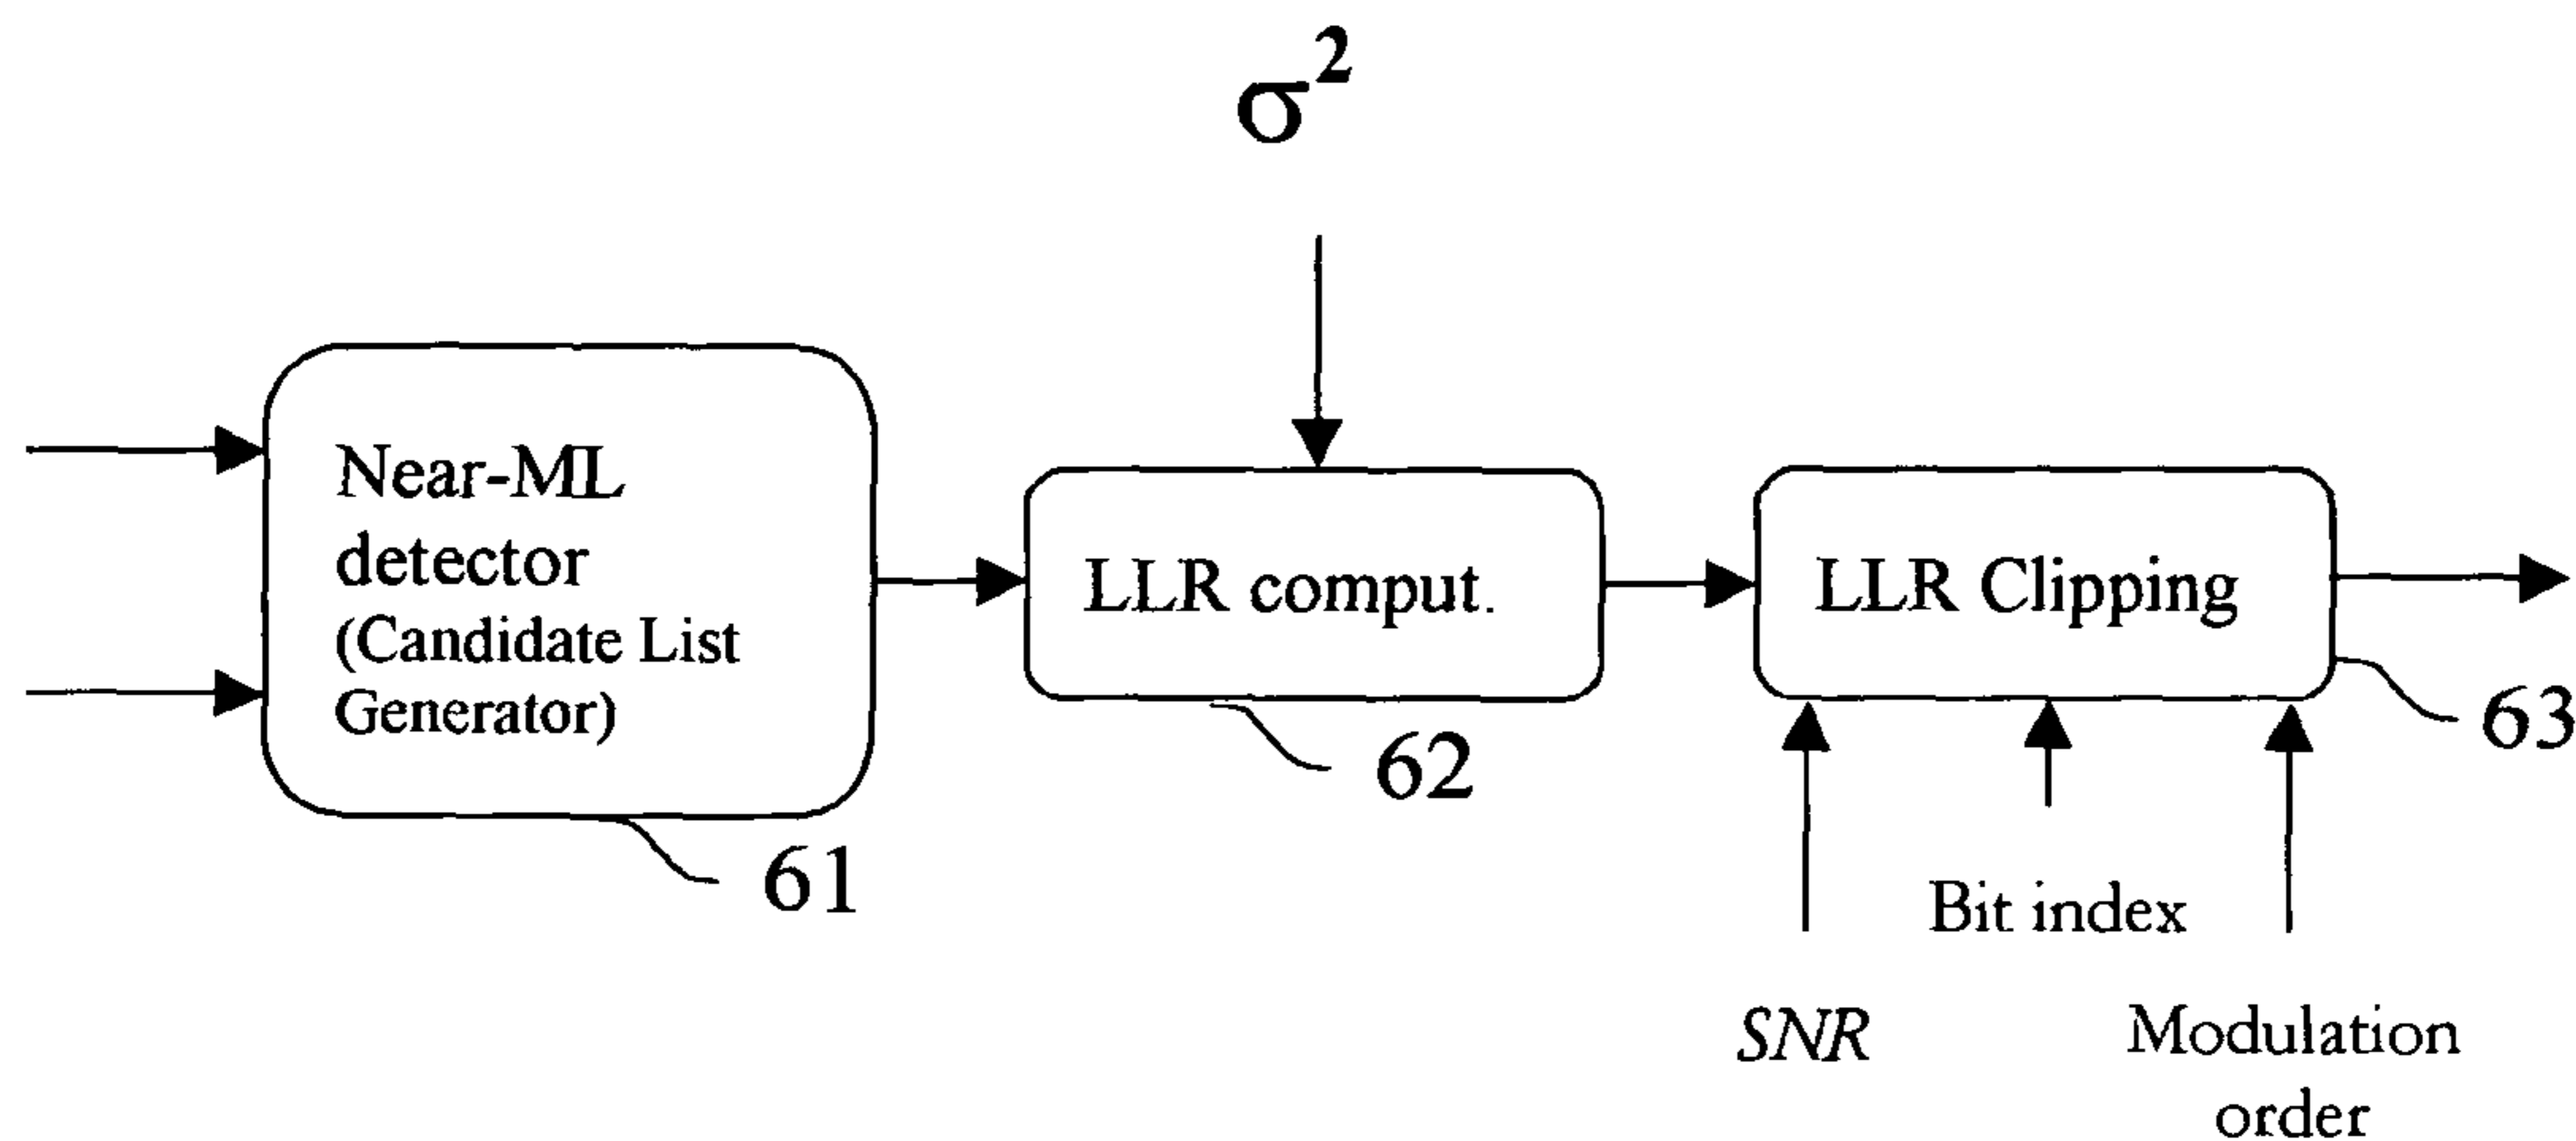 σ²
Near-ML
detector
(Candidate List
Generator)
LLR comput.
LLR Clipping
61
62
63
Bit index
SNR
Modulation
order